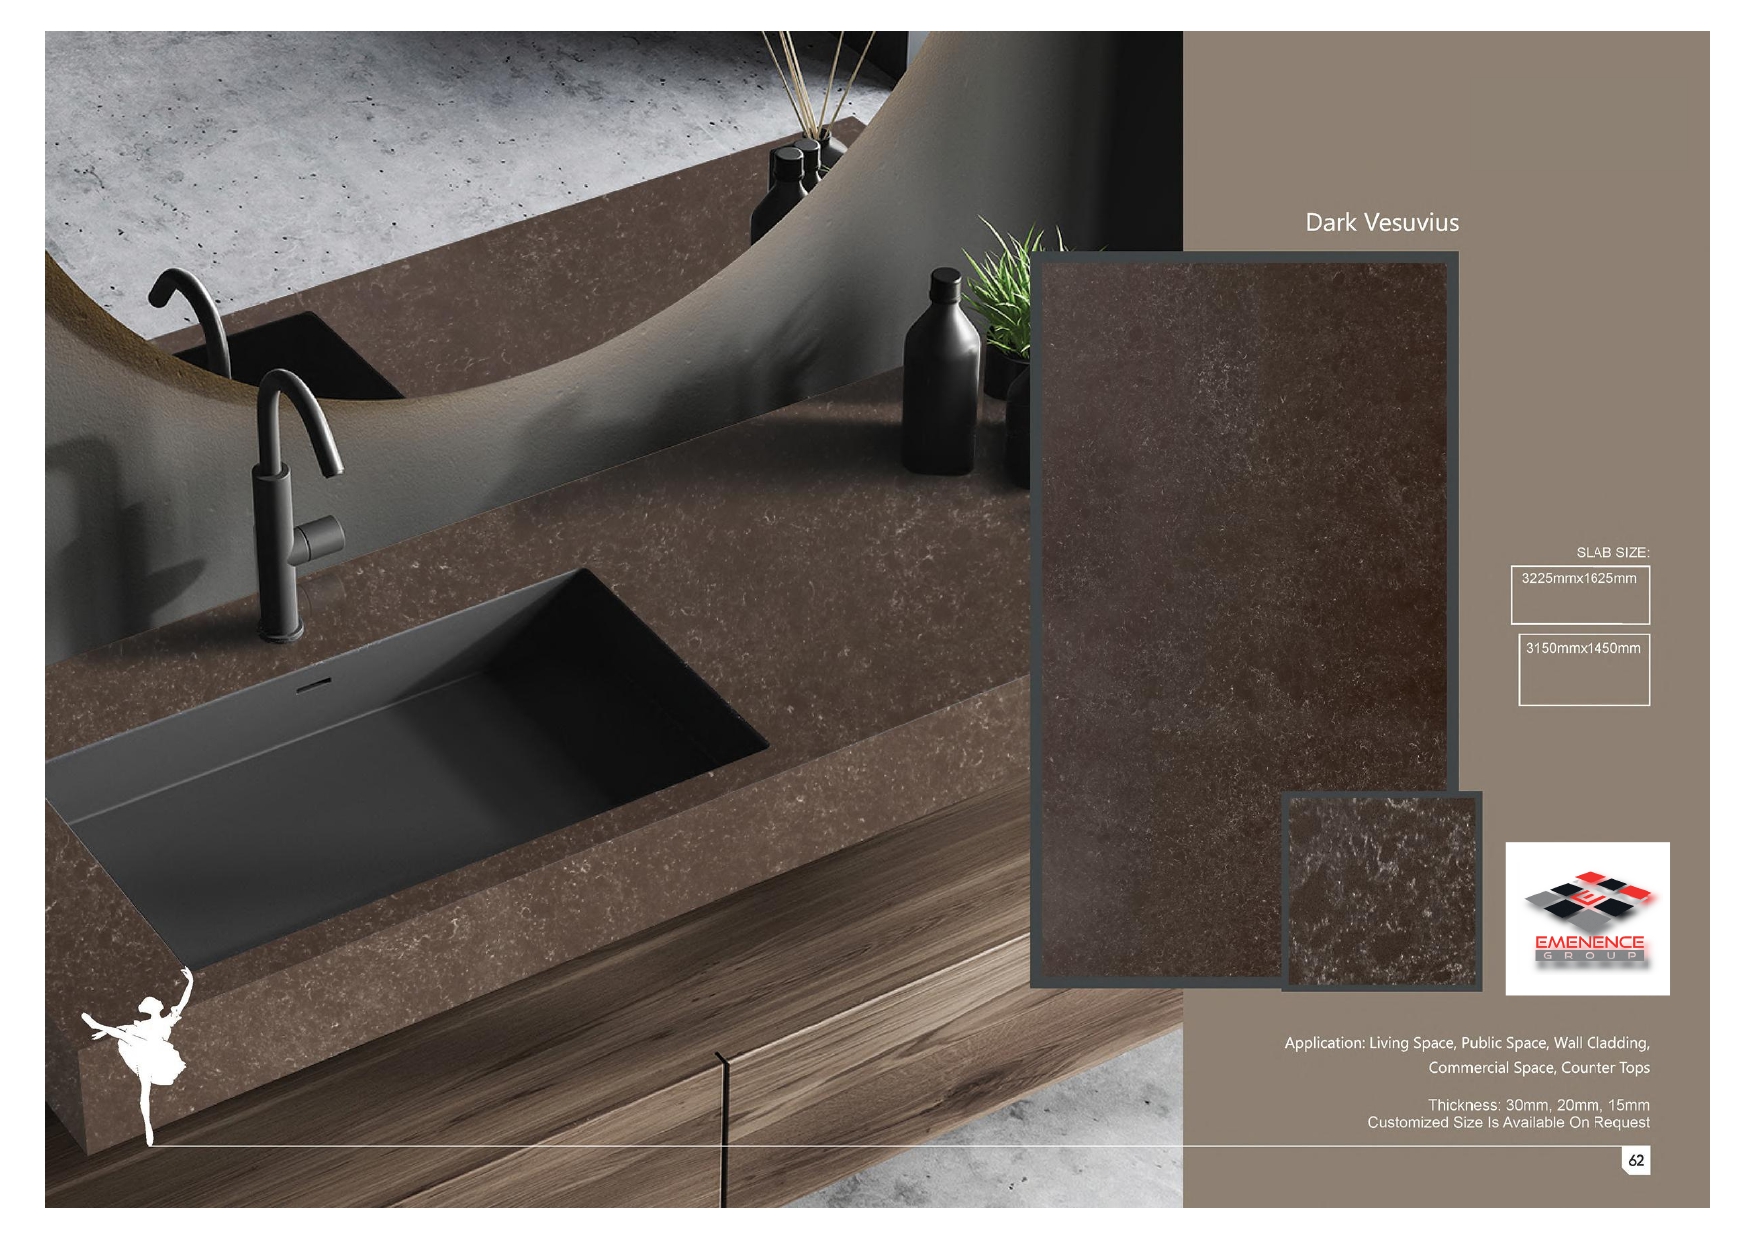 Dark Vesuvius
SLAB SIZE:
3225mmx1625mm
3150mmx1450mm
EMENENCE
GROUP
Application: Living Space, Public Space, Wall Cladding,
Commercial Space, Counter Tops
Thickness: 30mm, 20mm, 15mm
Customized Size Is Available On Request
62